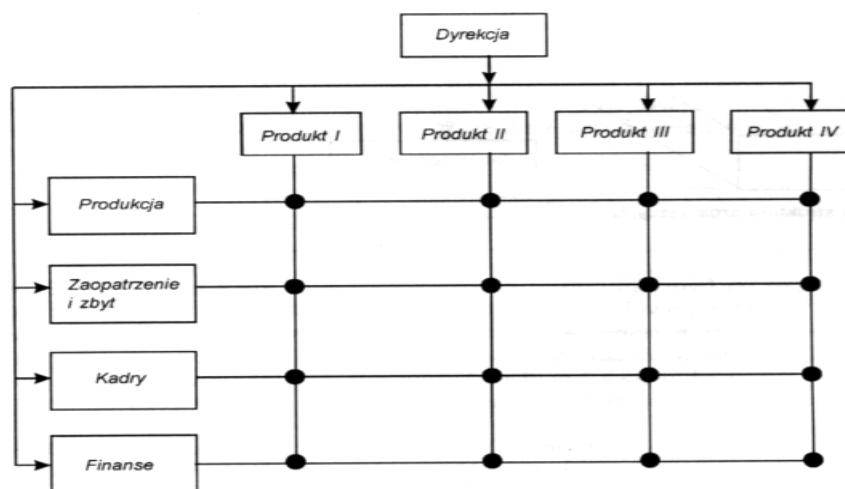 Dyrekcja
Produkt I
Produkt II
Produkt III
Produkt IV
Produkcja
Zaopatrzenie
i zbyt
Kadry
Finanse